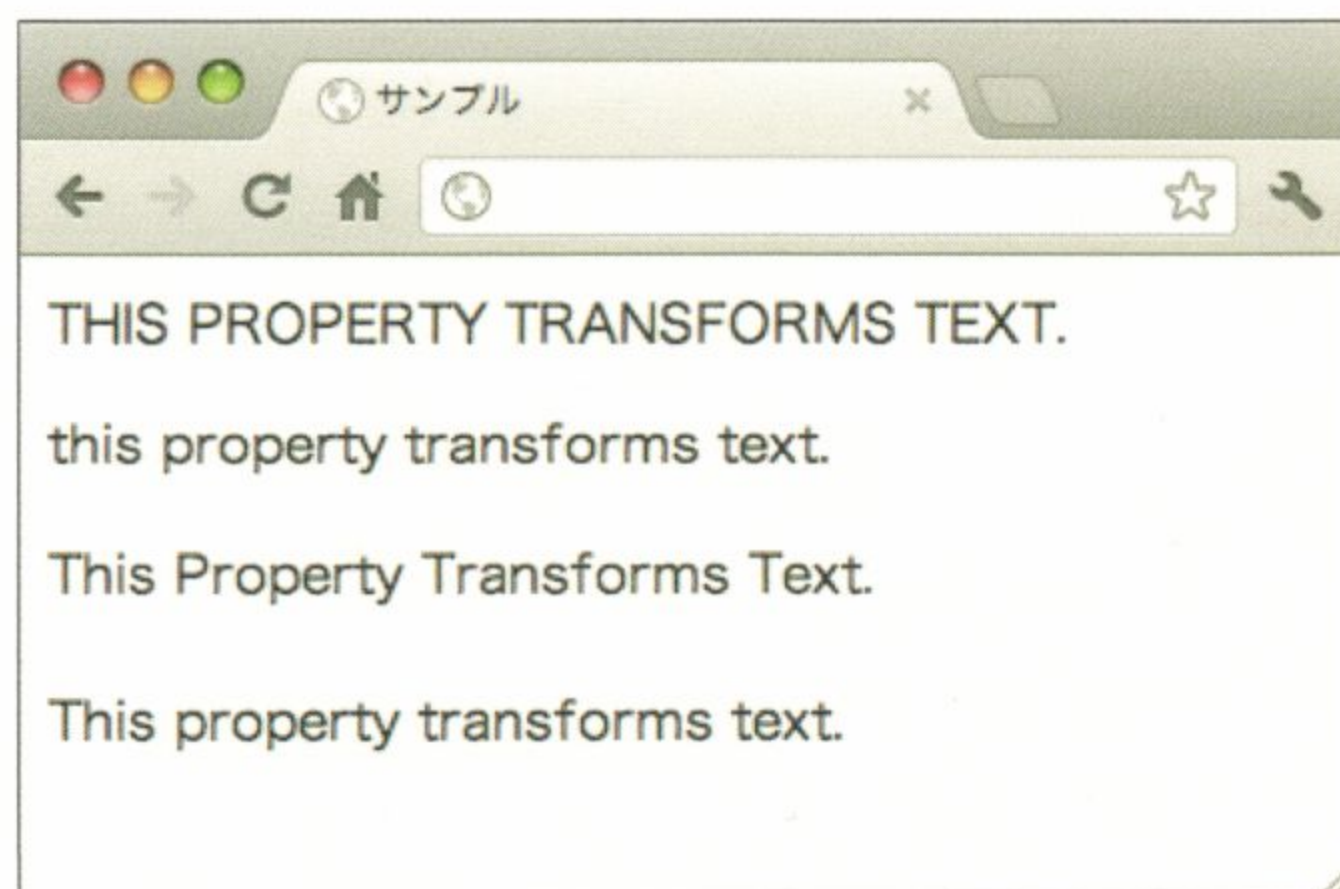 サンプル
THIS PROPERTY TRANSFORMS TEXT.
this property transforms text.
This Property Transforms Text.
This property transforms text.